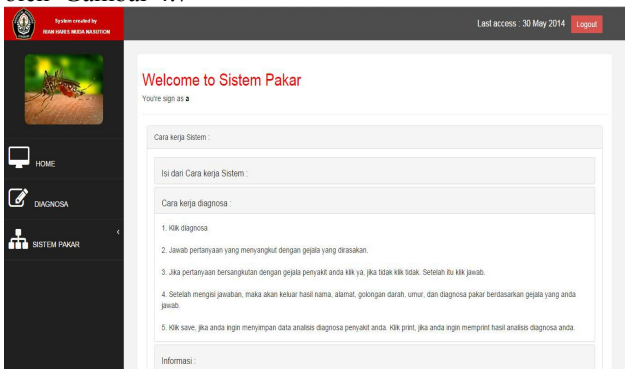 oleh Gambar 4.7
System created by
RIAN HARIS MUDA NASUTION
Last access : 30 May 2014 Logout
Welcome to Sistem Pakar
You're sign as a
Cara kerja Sistem :
HOME
Isi dari Cara kerja Sistem :
DIAGNOSA
Cara kerja diagnosa :
1. Klik diagnosa
SISTEM PAKAR
2. Jawab pertanyaan yang menyangkut dengan gejala yang dirasakan.
3. Jika pertanyaan bersangkutan dengan gejala penyakit anda klik ya, jika tidak klik tidak. Setelah itu klik jawab.
4. Setelah mengisi jawaban, maka akan keluar hasil nama, alamat, golongan darah, umur, dan diagnosa pakar berdasarkan gejala yang anda
jawab.
5. Klik save, jika anda ingin menyimpan data analisis diagnosa penyakit anda. Klik print, jika anda ingin memprint hasil analisis diagnosa anda.
Informasi :